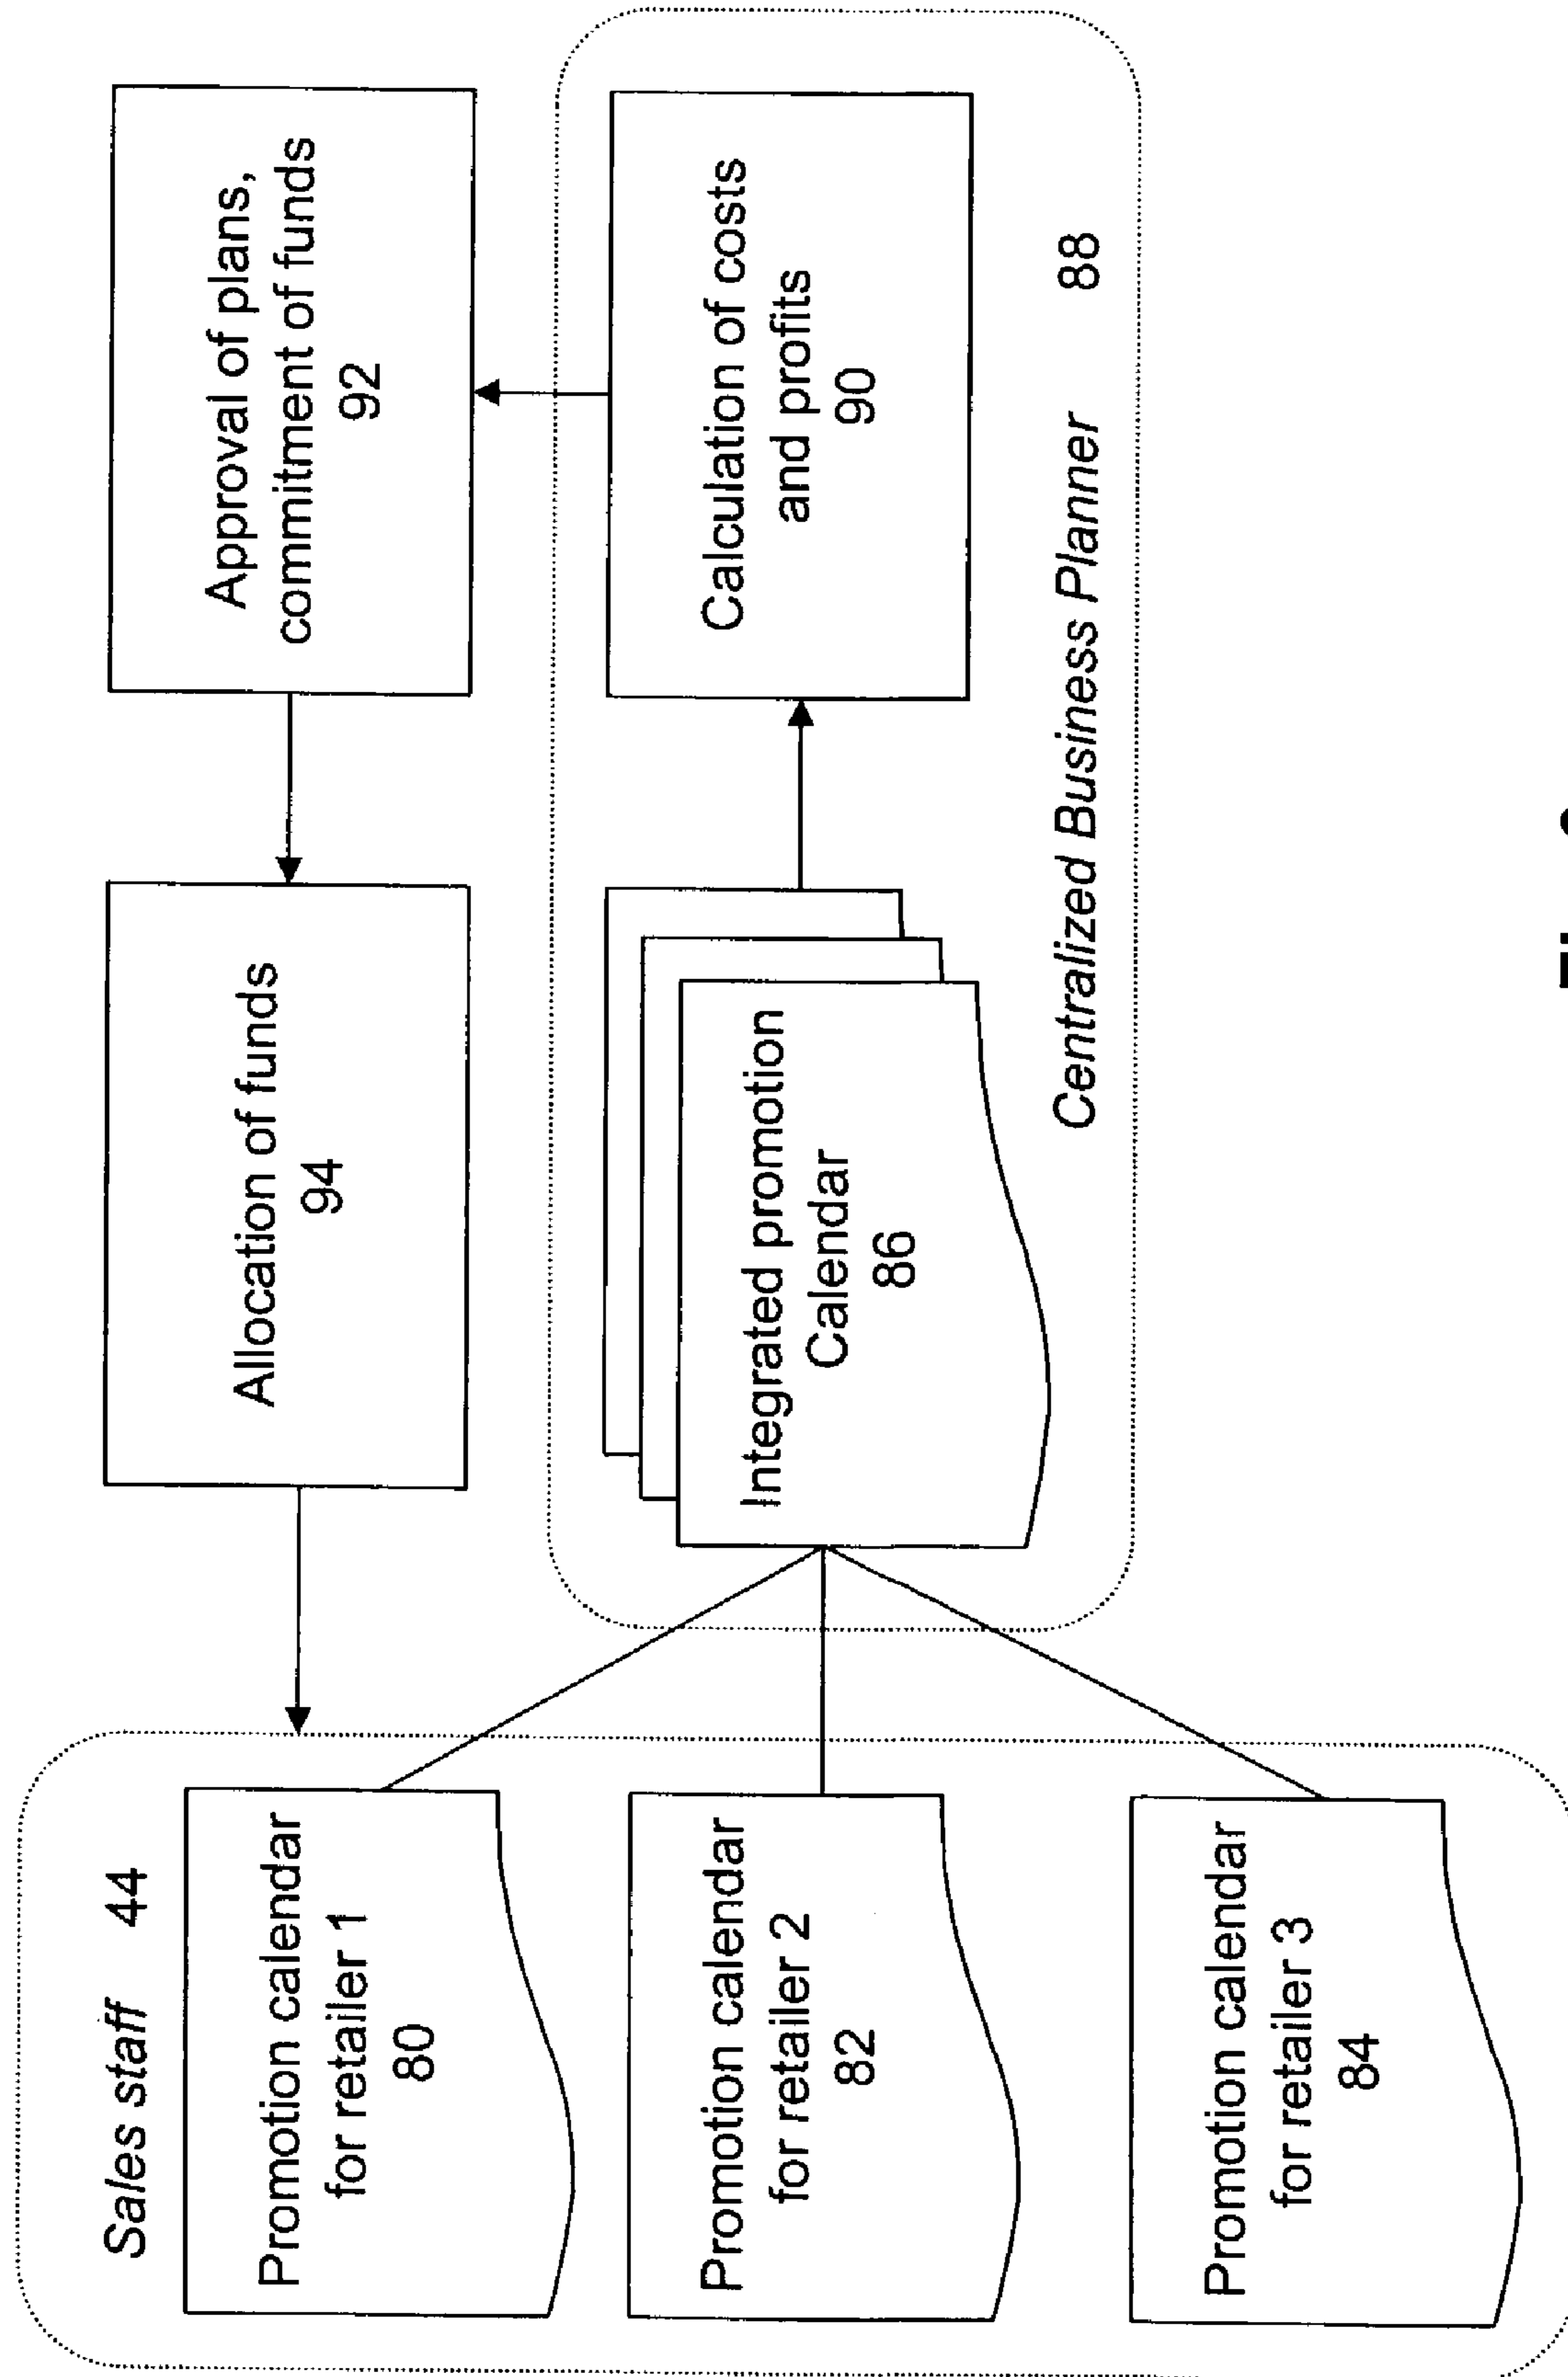 Sales staff 44
Promotion calendar
for retailer 1
80
Promotion calendar
for retailer 2
82
Promotion calendar
for retailer 3
84
Allocation of funds
94
Approval of plans,
commitment of funds
92
Integrated promotion
Calendar
86
Calculation of costs
and profits
90
Centralized Business Planner 88